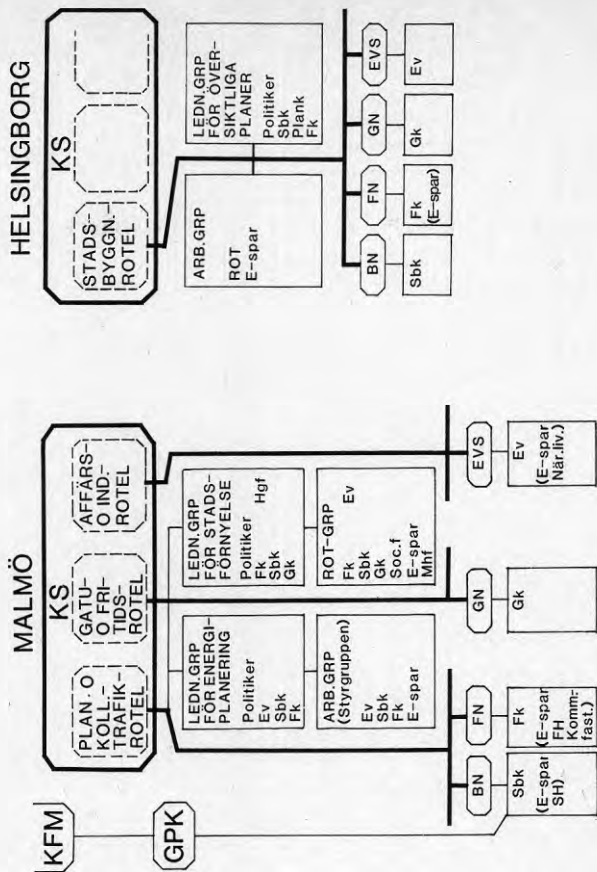 HELSINGBORG
KS
STADS-
BYGGN.-
ROTEL
ARB.GRP
ROT
E-spar
LEDN.GRP
FÖR ÖVER-
SIKTLIGA
PLANER
Politiker
Sbk
Plank
Fk
BN
FN
GN
EVS
Sbk
Fk
(E-spar)
Gk
Ev
MALMÖ
KFM
GPK
KS
PLAN. O
KOLL.-
TRAFIK-
ROTEL
GATU-
O FRI-
TIDS-
ROTEL
AFFÄRS-
O IND.-
ROTEL
LEDN.GRP
FÖR ENERGI-
PLANERING
Politiker
Ev
Sbk
Fk
LEDN.GRP
FÖR STADS-
FÖRNYELSE
Politiker
Fk Hgf
Sbk
Gk
ARB.GRP
(Styrgruppen)
Ev
Sbk
Fk
E-spar
ROT-GRP
Fk Ev
Sbk
Gk
Soc.f
E-spar
Mhf
BN
FN
GN
EVS
Sbk
(E-spar
SH)
Fk
(E-spar
FH
Komm.-
fast.)
Gk
Ev
(E-spar
När.liv.)